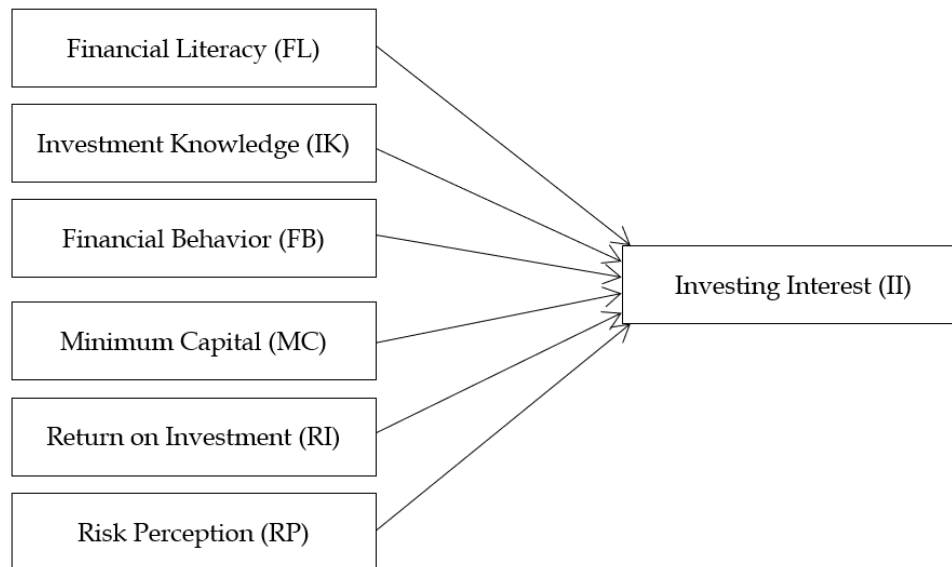 Financial Literacy (FL)
Investment Knowledge (IK)
Financial Behavior (FB)
Investing Interest (II)
Minimum Capital (MC)
Return on Investment (RI)
Risk Perception (RP)